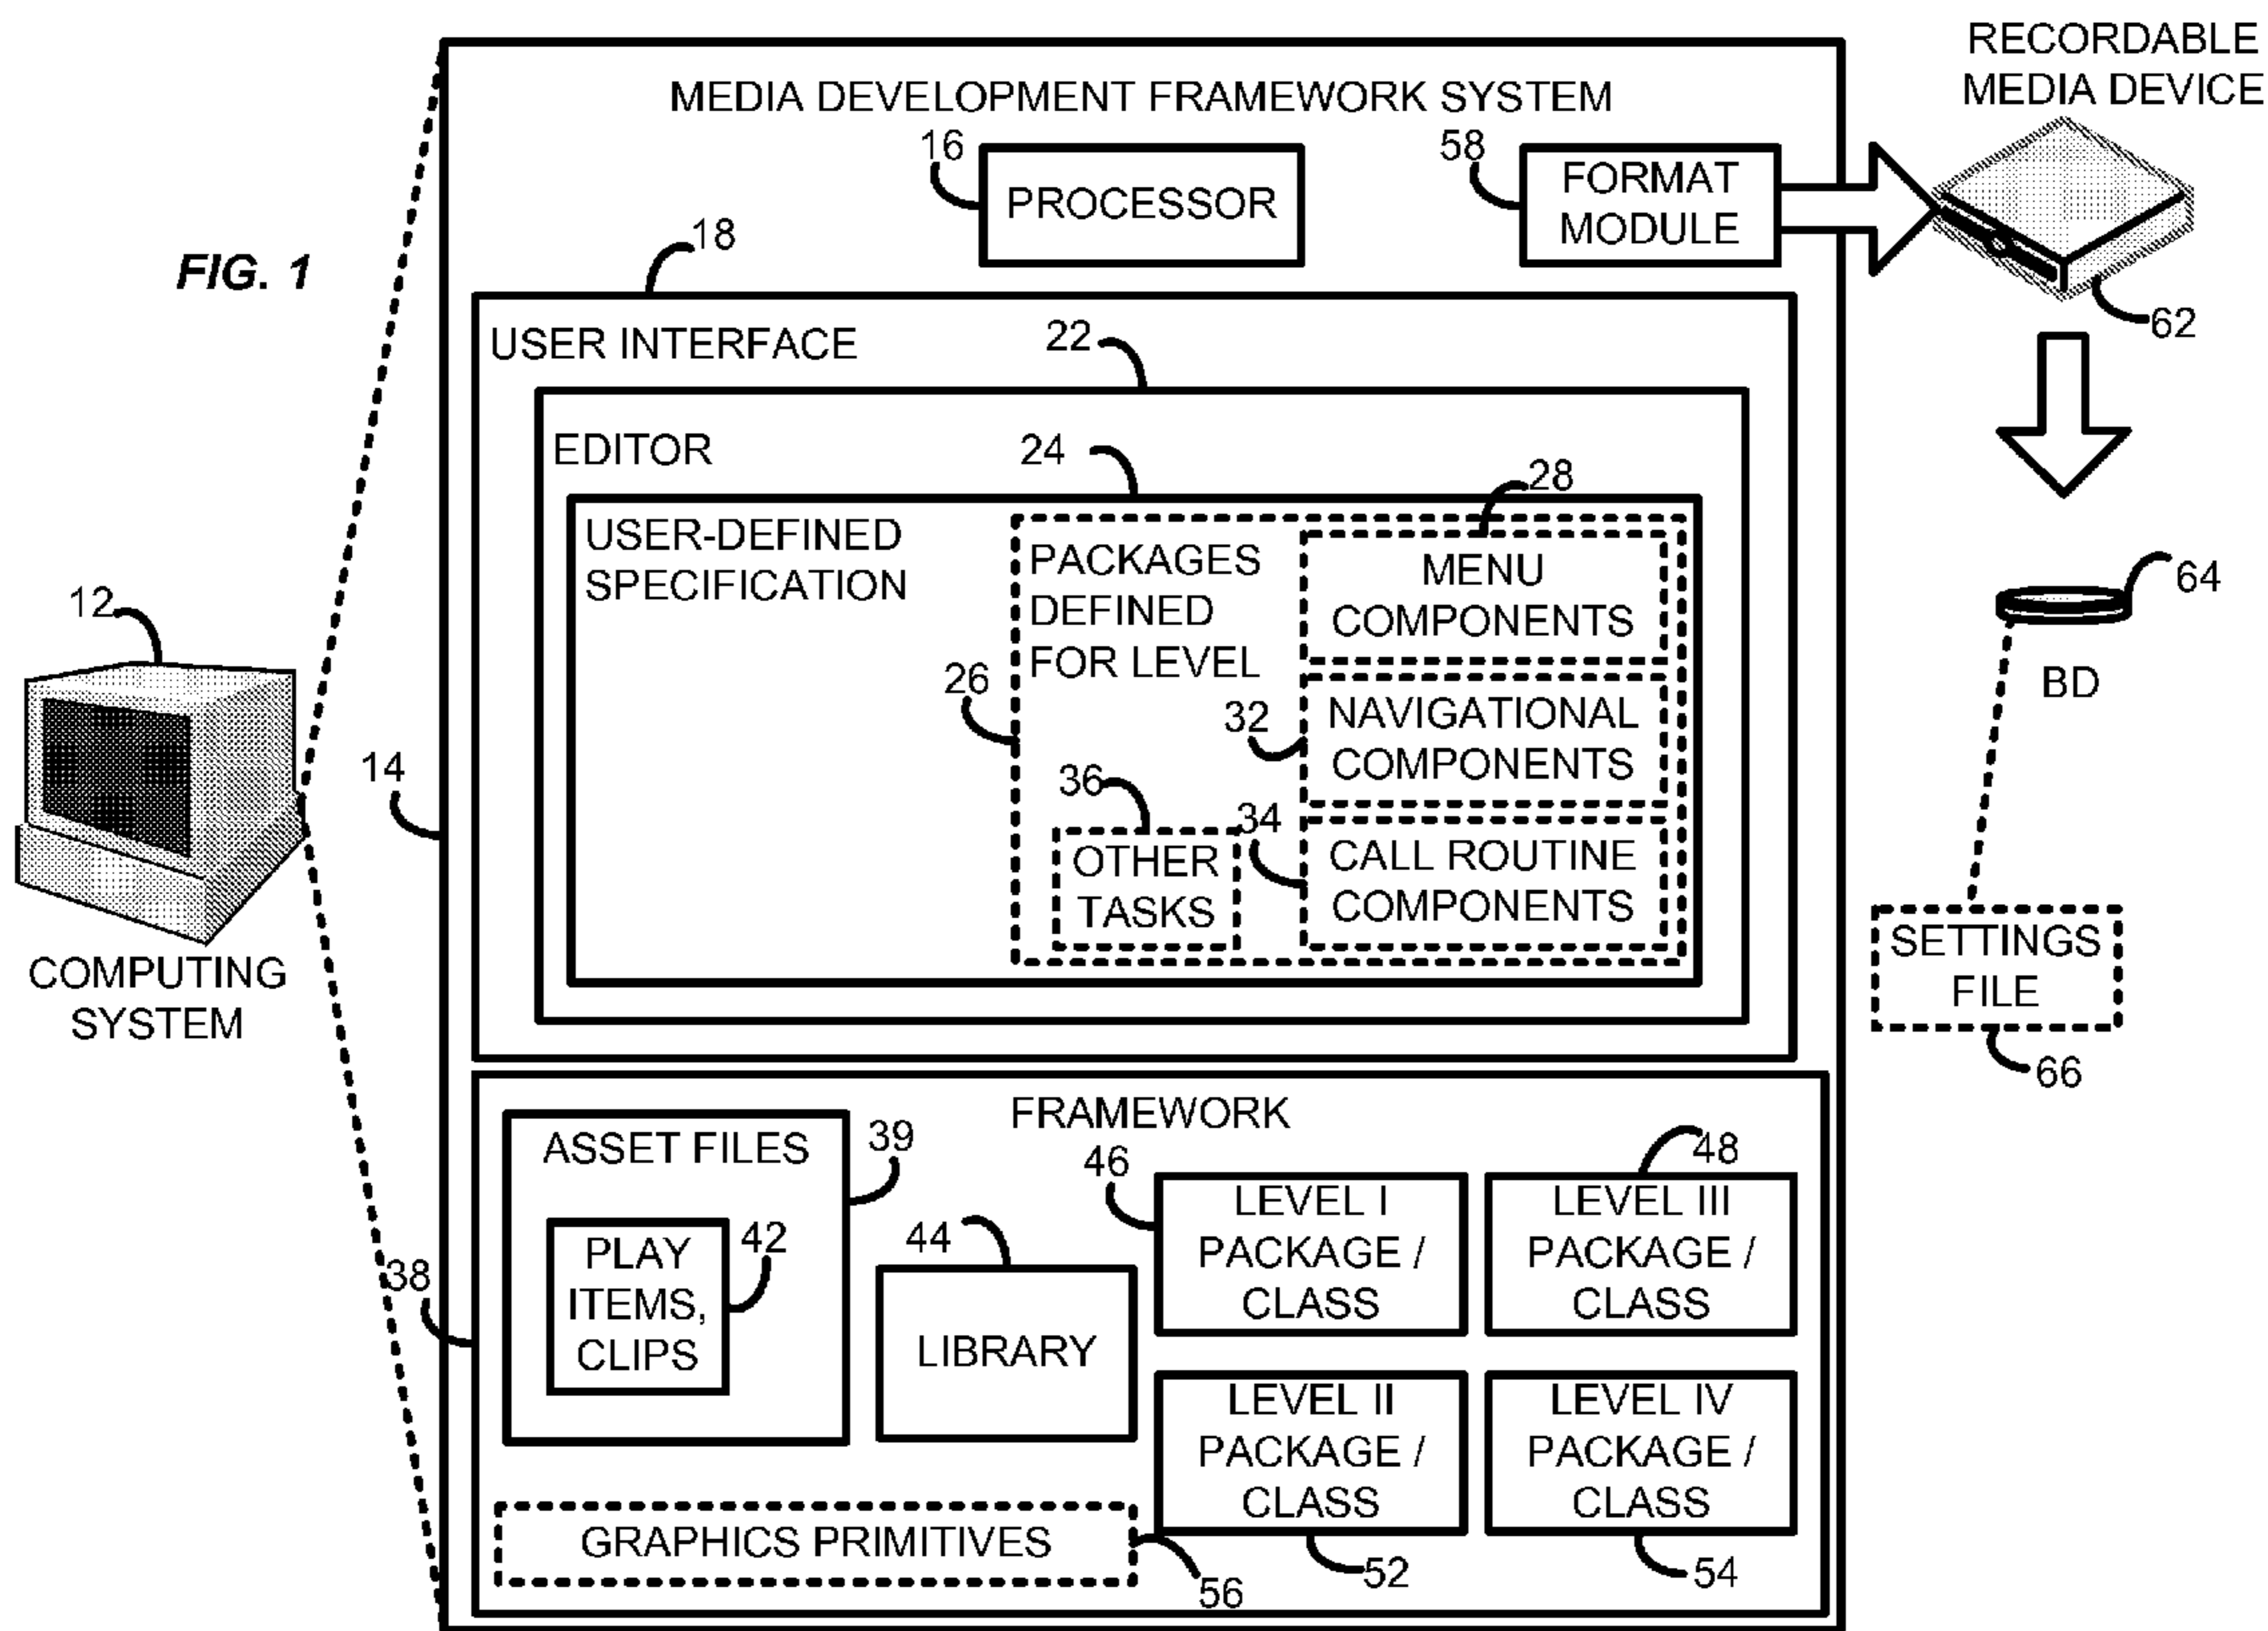 RECORDABLE
MEDIA DEVICE
MEDIA DEVELOPMENT FRAMEWORK SYSTEM
16
PROCESSOR
58
FORMAT
MODULE
62
FIG. 1
18
USER INTERFACE
22
EDITOR
24
USER-DEFINED
SPECIFICATION
26
PACKAGES
DEFINED
FOR LEVEL
28
MENU
COMPONENTS
32
NAVIGATIONAL
COMPONENTS
36
OTHER
TASKS
34
CALL ROUTINE
COMPONENTS
64
BD
SETTINGS
FILE
66
12
COMPUTING
SYSTEM
14
38
FRAMEWORK
ASSET FILES
39
PLAY
ITEMS,
CLIPS
42
44
LIBRARY
46
LEVEL I
PACKAGE /
CLASS
48
LEVEL III
PACKAGE /
CLASS
LEVEL II
PACKAGE /
CLASS
52
LEVEL IV
PACKAGE /
CLASS
54
GRAPHICS PRIMITIVES
56